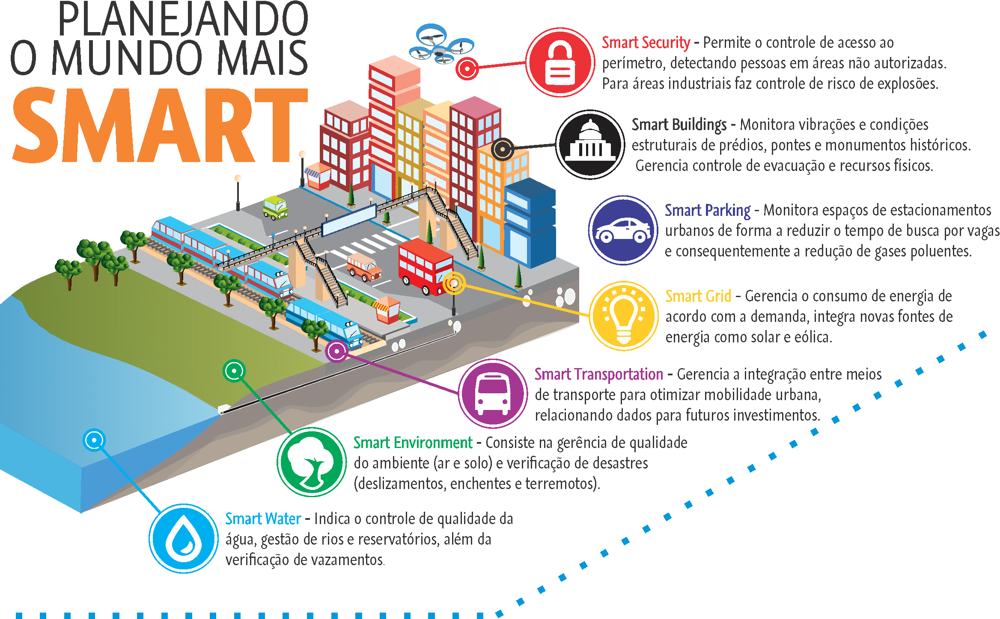 PLANEJANDO
O MUNDO MAIS
SMART
Smart Security - Permite o controle de acesso ao
perímetro, detectando pessoas em áreas não autorizadas.
Para áreas industriais faz controle de risco de explosões.
Smart Buildings - Monitora vibrações e condições
estruturais de prédios, pontes e monumentos históricos.
Gerencia controle de evacuação e recursos físicos.
Smart Parking - Monitora espaços de estacionamentos
urbanos de forma a reduzir o tempo de busca por vagas
e consequentemente a redução de gases poluentes.
Smart Grid - Gerencia o consumo de energia de
acordo com a demanda, integra novas fontes de
energia como solar e eólica.
Smart Transportation - Gerencia a integração entre meios
de transporte para otimizar mobilidade urbana,
relacionando dados para futuros investimentos.
Smart Environment - Consiste na gerência de qualidade
do ambiente (ar e solo) e verificação de desastres
(deslizamentos, enchentes e terremotos).
Smart Water - Indica o controle de qualidade da
água, gestão de rios e reservatórios, além da
verificação de vazamentos.